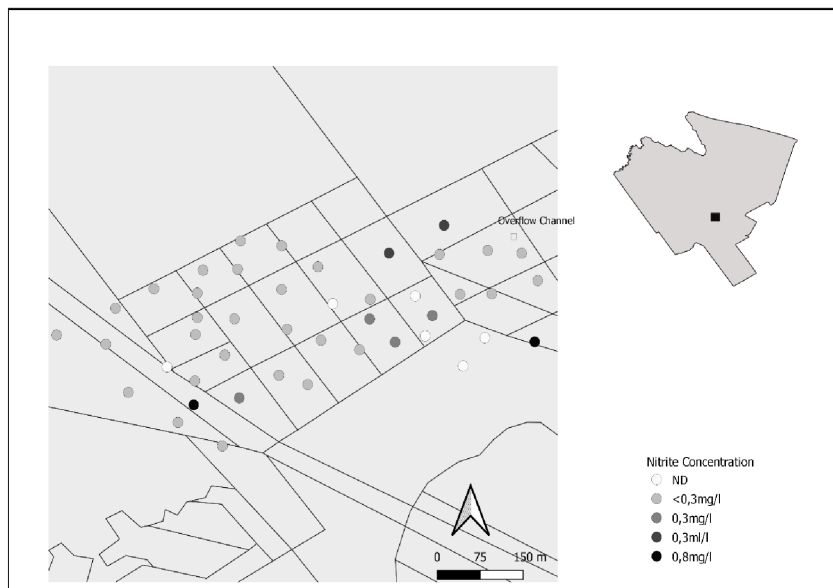 Overflow Channel
Nitrite Concentration
ND
<0,3mg/l
0,3mg/l
0,3ml/l
0,8mg/l
0 75 150 m